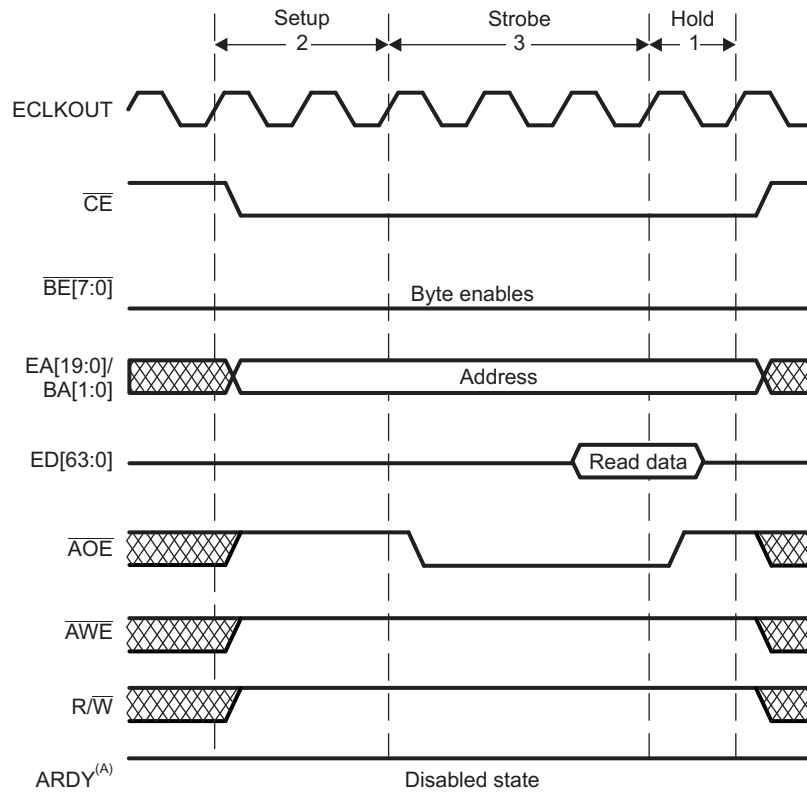 Setup
2
Strobe
3
Hold
1
ECLKOUT
CE
BE[7:0]
Byte enables
EA[19:0]/
BA[1:0]
Address
ED[63:0]
Read data
AOE
AWE
R/W
ARDY(A)
Disabled state